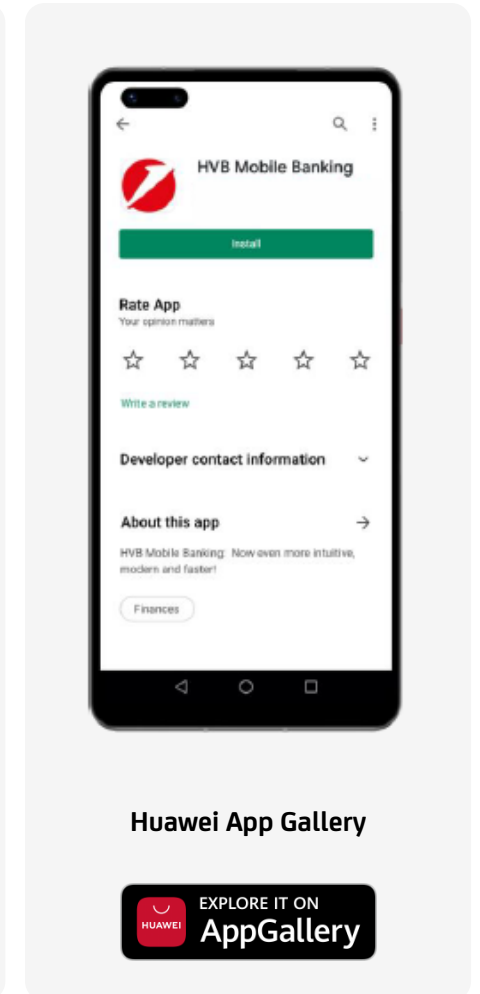 HVB Mobile Banking
Install
Rate App
Your opinion matters
Write a review
Developer contact information
About this app
HVB Mobile Banking: Now even more intuitive,
modern and faster!
Finances
Huawei App Gallery
HUAWEI
EXPLORE IT ON
AppGallery